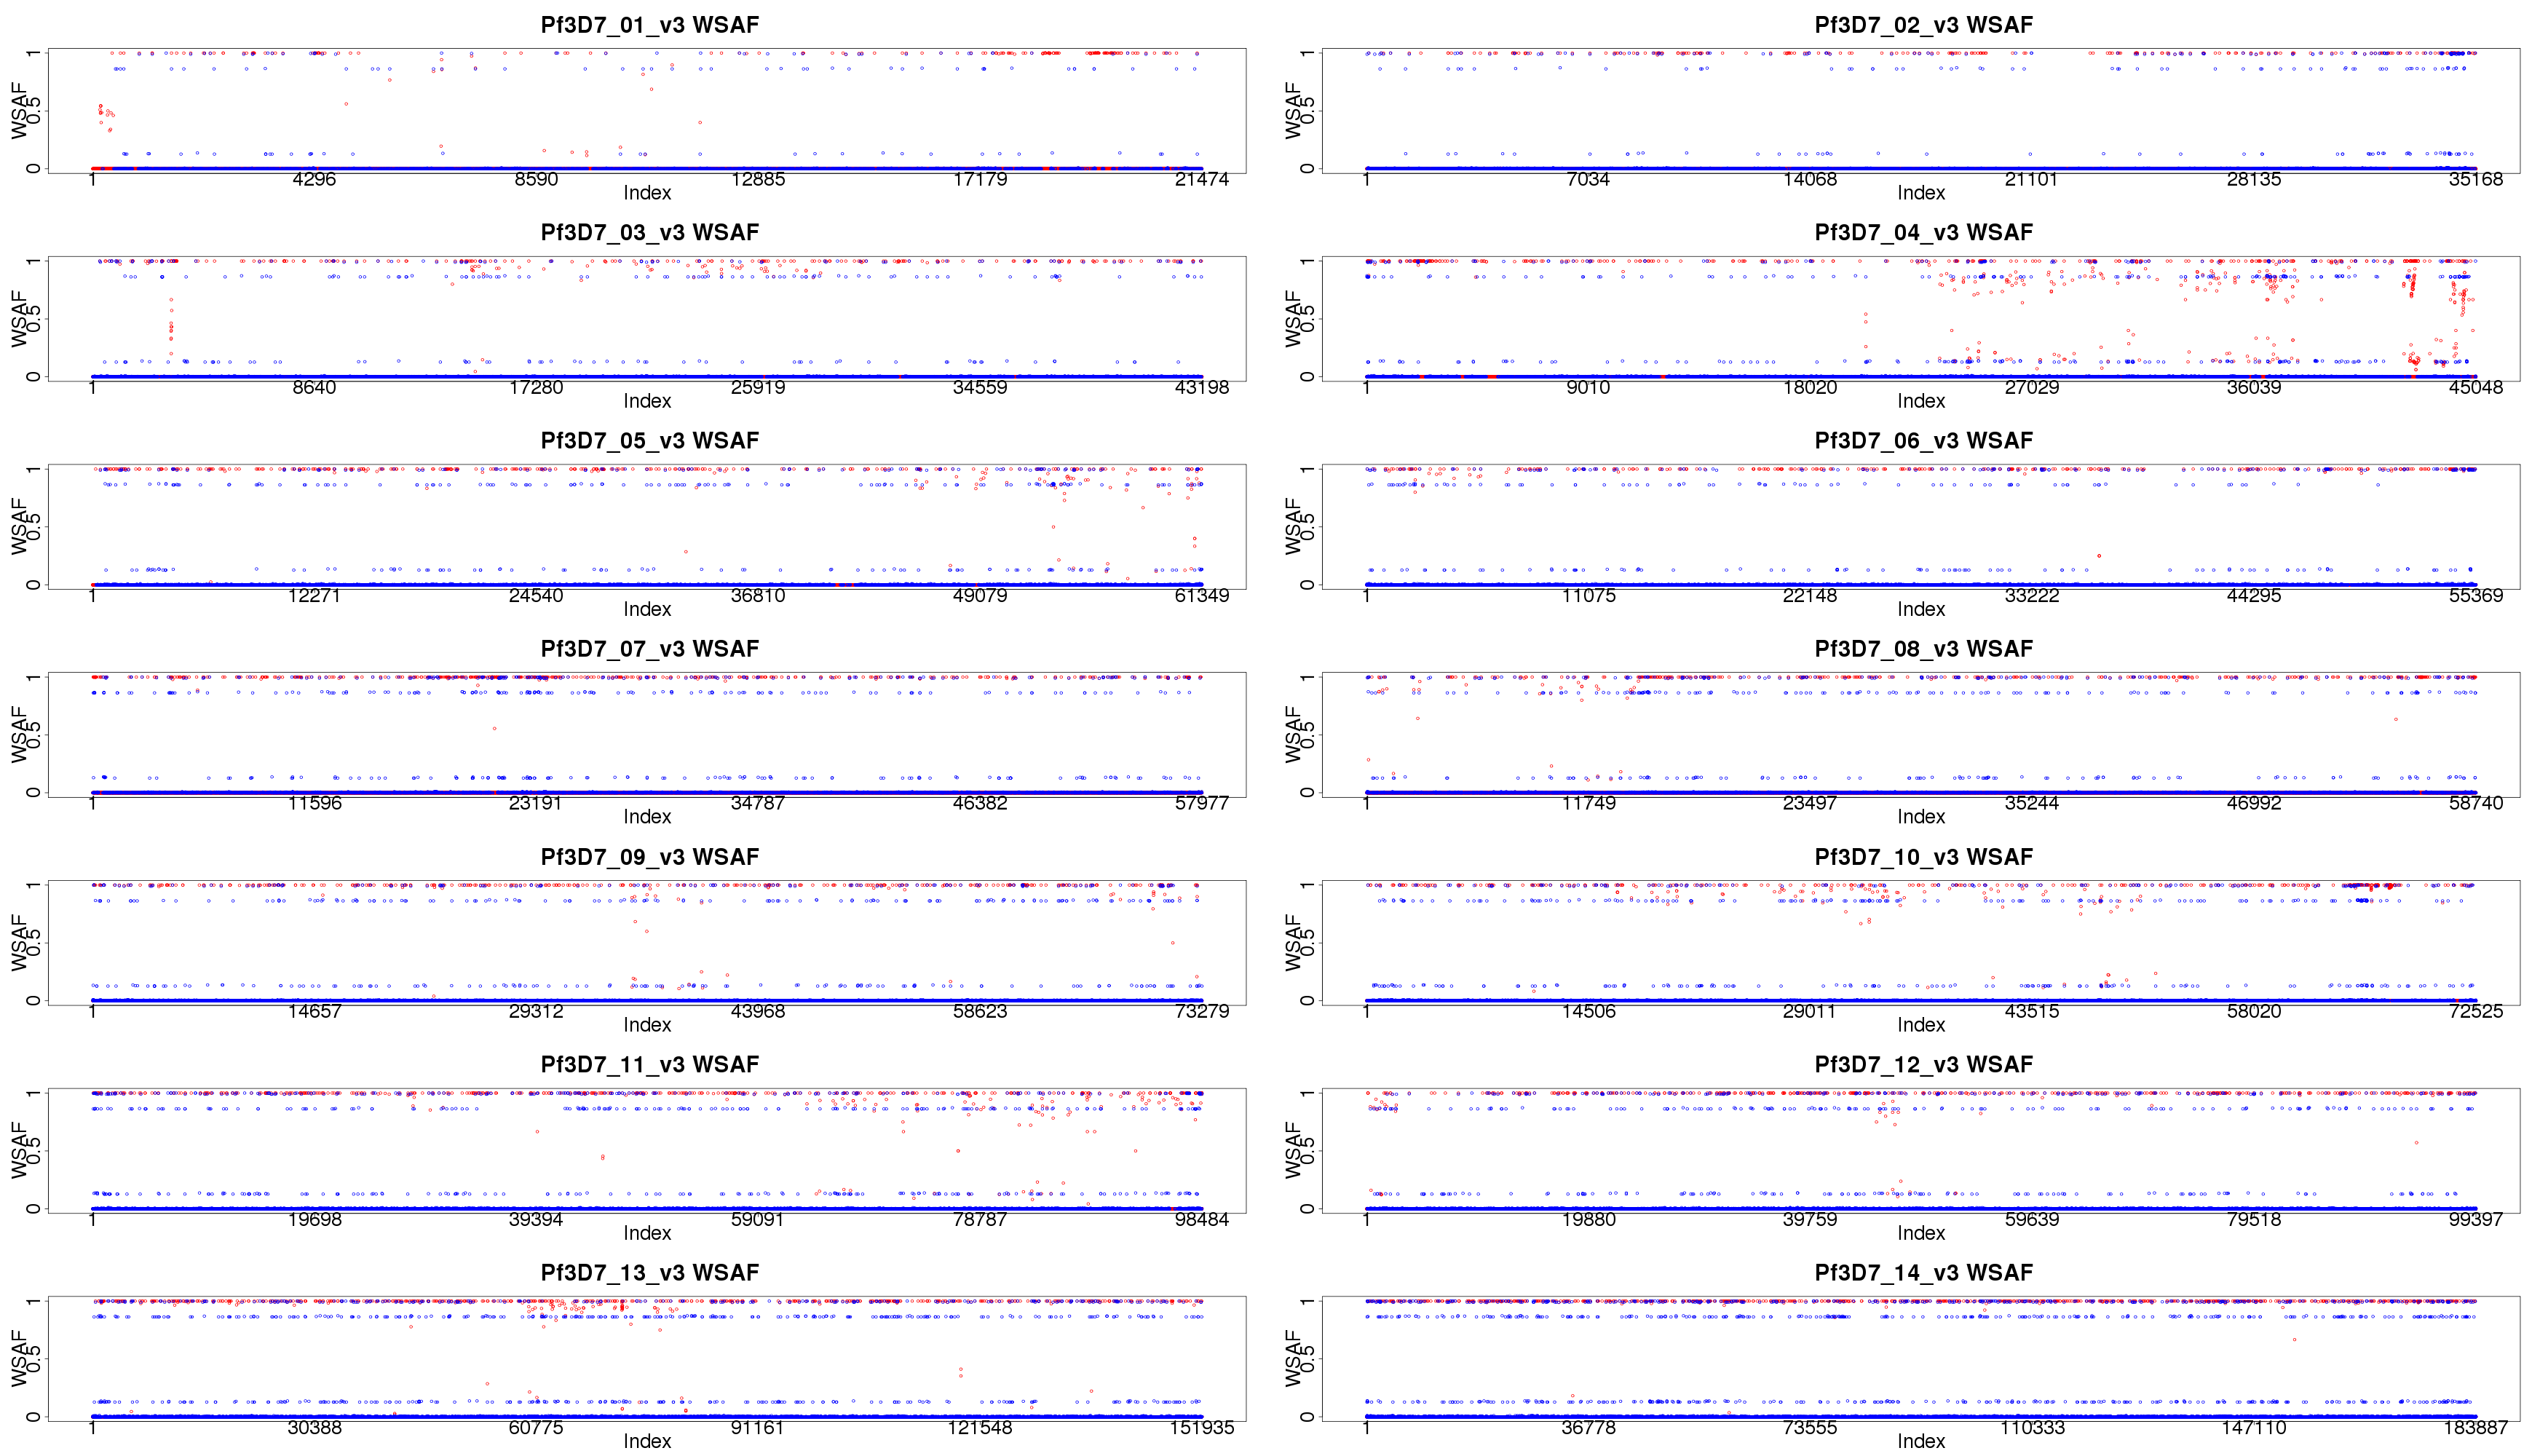 Pf3D7_01_v3 WSAF
WSAF
1
0.5
0
1 4296 8590 12885 17179 21474
Index
Pf3D7_02_v3 WSAF
WSAF
1
0.5
0
1 7034 14068 21101 28135 35168
Index
Pf3D7_03_v3 WSAF
WSAF
1
0.5
0
1 8640 17280 25919 34559 43198
Index
Pf3D7_04_v3 WSAF
WSAF
1
0.5
0
1 9010 18020 27029 36039 45048
Index
Pf3D7_05_v3 WSAF
WSAF
1
0.5
0
1 12271 24540 36810 49079 61349
Index
Pf3D7_06_v3 WSAF
WSAF
1
0.5
0
1 11075 22148 33222 44295 55369
Index
Pf3D7_07_v3 WSAF
WSAF
1
0.5
0
1 11596 23191 34787 46382 57977
Index
Pf3D7_08_v3 WSAF
WSAF
1
0.5
0
1 11749 23497 35244 46992 58740
Index
Pf3D7_09_v3 WSAF
WSAF
1
0.5
0
1 14657 29312 43968 58623 73279
Index
Pf3D7_10_v3 WSAF
WSAF
1
0.5
0
1 14506 29011 43515 58020 72525
Index
Pf3D7_11_v3 WSAF
WSAF
1
0.5
0
1 19698 39394 59091 78787 98484
Index
Pf3D7_12_v3 WSAF
WSAF
1
0.5
0
1 19880 39759 59639 79518 99397
Index
Pf3D7_13_v3 WSAF
WSAF
1
0.5
0
1 30388 60775 91161 121548 151935
Index
Pf3D7_14_v3 WSAF
WSAF
1
0.5
0
1 36778 73555 110333 147110 183887
Index